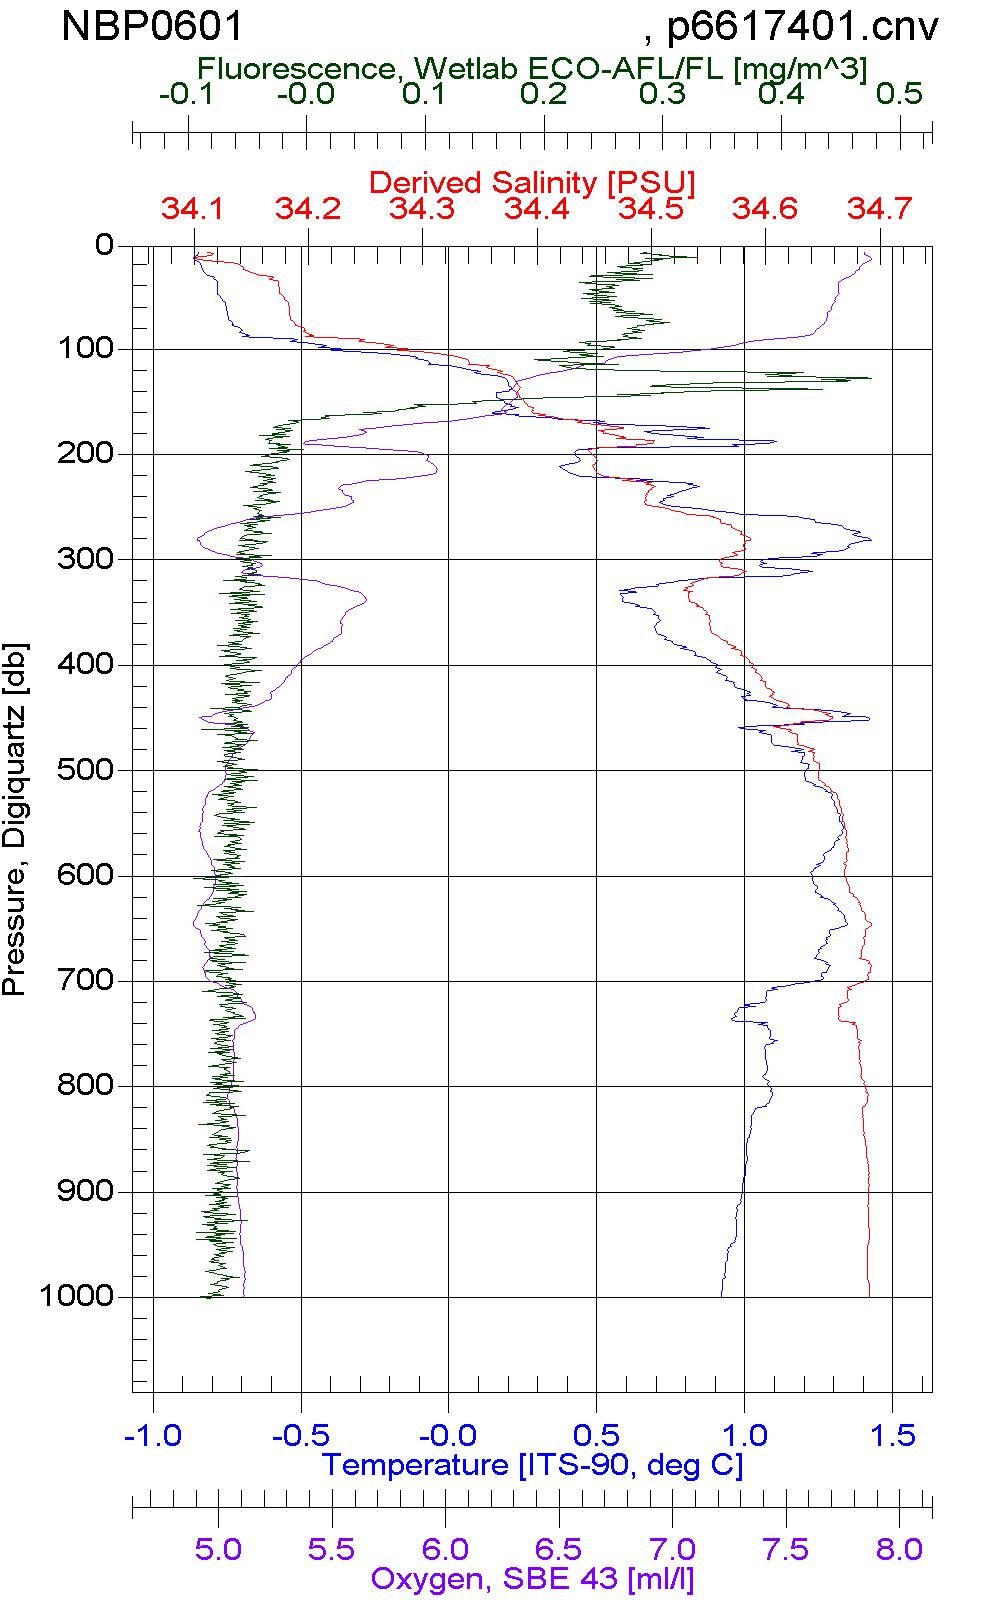 NBP0601 , p6617401.cnv
Fluorescence, Wetlab ECO-AFL/FL [mg/m^3]
-0.1 -0.0 0.1 0.2 0.3 0.4 0.5
Derived Salinity [PSU]
34.1 34.2 34.3 34.4 34.5 34.6 34.7
0
100
200
300
400
500
600
700
800
900
1000
Pressure, Digiquartz [db]
-1.0 -0.5 -0.0 0.5 1.0 1.5
Temperature [ITS-90, deg C]
5.0 5.5 6.0 6.5 7.0 7.5 8.0
Oxygen, SBE 43 [ml/l]